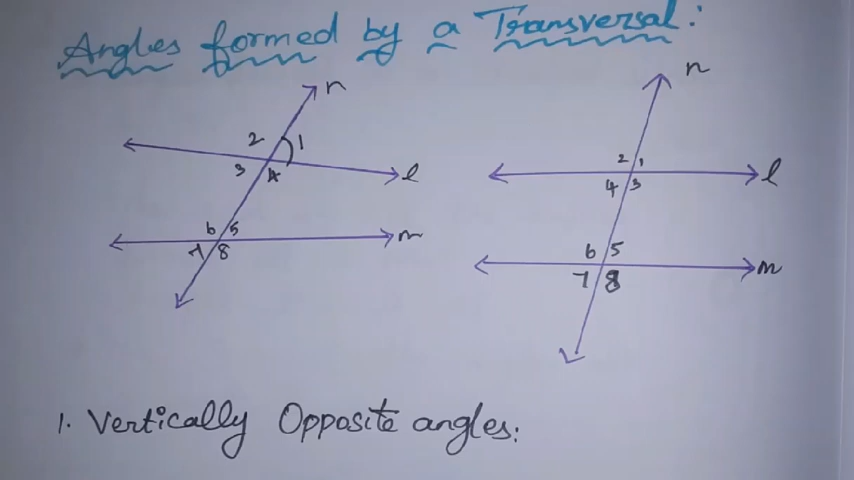 Angles formed by a Transversal:
n
2 1
3 4
l
6 5
7 8
m
n
2 1
4 3
l
6 5
7 8
m
1. Vertically Opposite angles: